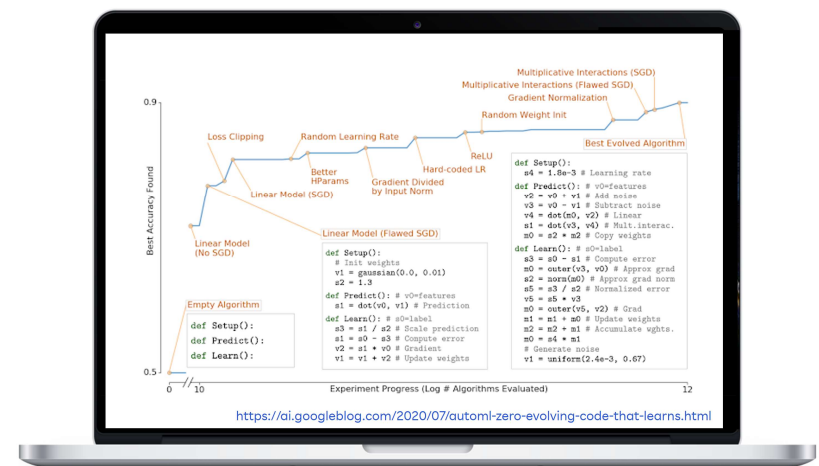 Multiplicative Interactions (SGD)
Multiplicative Interactions (Flawed SGD)
Gradient Normalization
0.9
Random Weight Init
Loss Clipping
Random Learning Rate
Best Evolved Algorithm
ReLU
Better
HParams
Hard-coded LR
Gradient Divided
by Input Norm
Linear Model (SGD)
Best Accuracy Found
def Setup():
s4 = 1.8e-3 # Learning rate
def Predict(): # v0=features
v2 = v0 + v1 # Add noise
v3 = v0 - v1 # Subtract noise
v4 = dot(m0, v2) # Linear
s1 = dot(v3, v4) # Mult.interac.
m0 = s2 * m2 # Copy weights
def Learn(): # s0=label
s3 = s0 - s1 # Compute error
m0 = outer(v3, v0) # Approx grad
s2 = norm(m0) # Approx grad norm
s5 = s3 / s2 # Normalized error
v5 = s5 * v3
m0 = outer(v5, v2) # Grad
m1 = m1 + m0 # Update weights
m2 = m2 + m1 # Accumulate wghts.
m0 = s4 * m1
# Generate noise
v1 = uniform(2.4e-3, 0.67)
Linear Model
(No SGD)
Linear Model (Flawed SGD)
def Setup():
# Init weights
v1 = gaussian(0.0, 0.01)
s2 = 1.3
def Predict(): # v0=features
s1 = dot(v0, v1) # Prediction
def Learn(): # s0=label
s3 = s1 / s2 # Scale prediction
s1 = s0 - s3 # Compute error
v2 = s1 * v0 # Gradient
v1 = v1 + v2 # Update weights
Empty Algorithm
def Setup():
def Predict():
def Learn():
0.5
0
10
Experiment Progress (Log # Algorithms Evaluated)
12
https://ai.googleblog.com/2020/07/automl-zero-evolving-code-that-learns.html